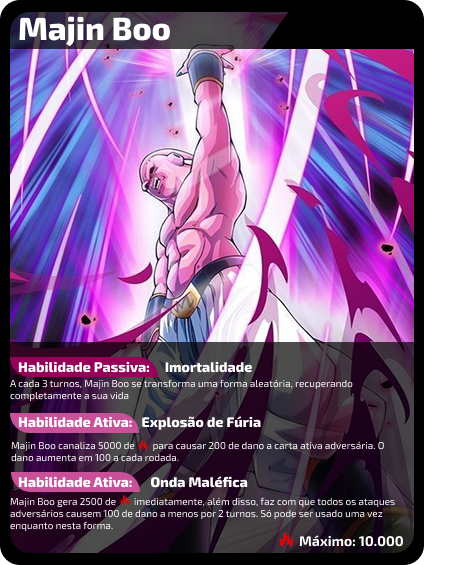 Majin Boo
Habilidade Passiva: Imortalidade
A cada 3 turnos, Majin Boo se transforma uma forma aleatória, recuperando
completamente a sua vida
Habilidade Ativa: Explosão de Fúria
Majin Boo canaliza 5000 de para causar 200 de dano a carta ativa adversária. O
dano aumenta em 100 a cada rodada.
Habilidade Ativa: Onda Maléfica
Majin Boo gera 2500 de imediatamente, além disso, faz com que todos os ataques
adversários causem 100 de dano a menos por 2 turnos. Só pode ser usado uma vez
enquanto nesta forma.
Máximo: 10.000